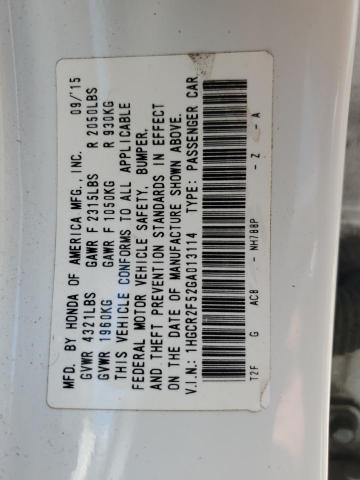 MFD. BY HONDA OF AMERICA MFG., INC. 09/'15
GVWR 4321LBS GAWR F 2315LBS R 2050LBS
GVWR 1960KG GAWR F 1050KG R 930KG
THIS VEHICLE CONFORMS TO ALL APPLICABLE
FEDERAL MOTOR VEHICLE SAFETY, BUMPER,
AND THEFT PREVENTION STANDARDS IN EFFECT
ON THE DATE OF MANUFACTURE SHOWN ABOVE.
V.I.N.: 1HGCR2F52GA013114 TYPE: PASSENGER CAR
T2F G AC8 - NH788P - Z - A